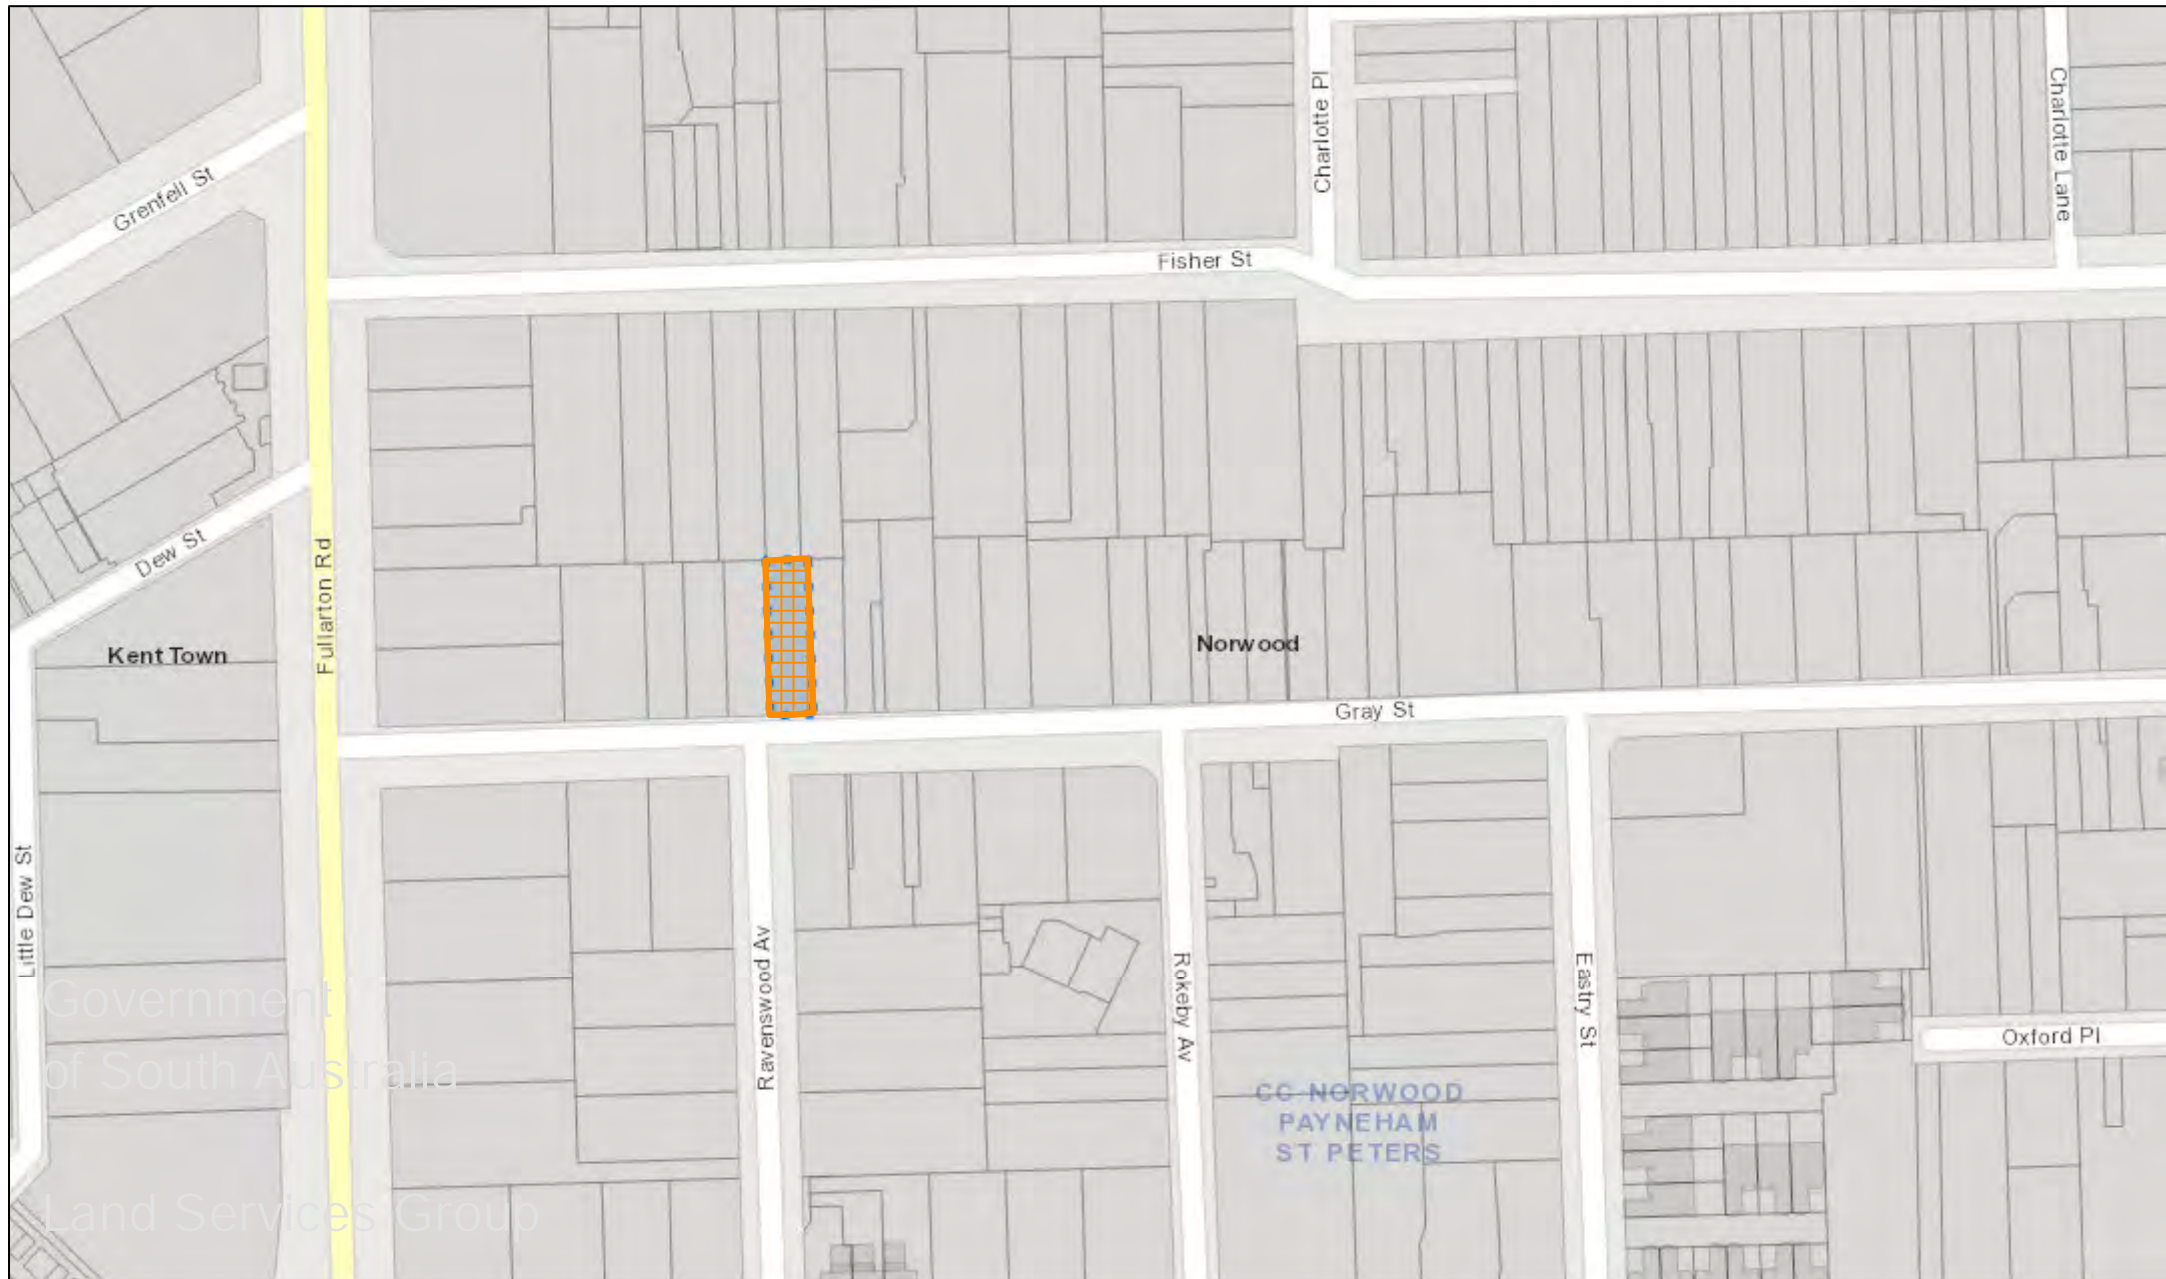 Charlotte Pl
Charlotte Lane
Grenfell St
Fisher St
Dew St
Fullarton Rd
Kent Town
Norwood
Gray St
Little Dew St
Ravenswood Av
Rokeby Av
Eastry St
Oxford Pl
Government
of South Australia
CC NORWOOD
PAYNEHAM
ST PETERS
Land Services Group